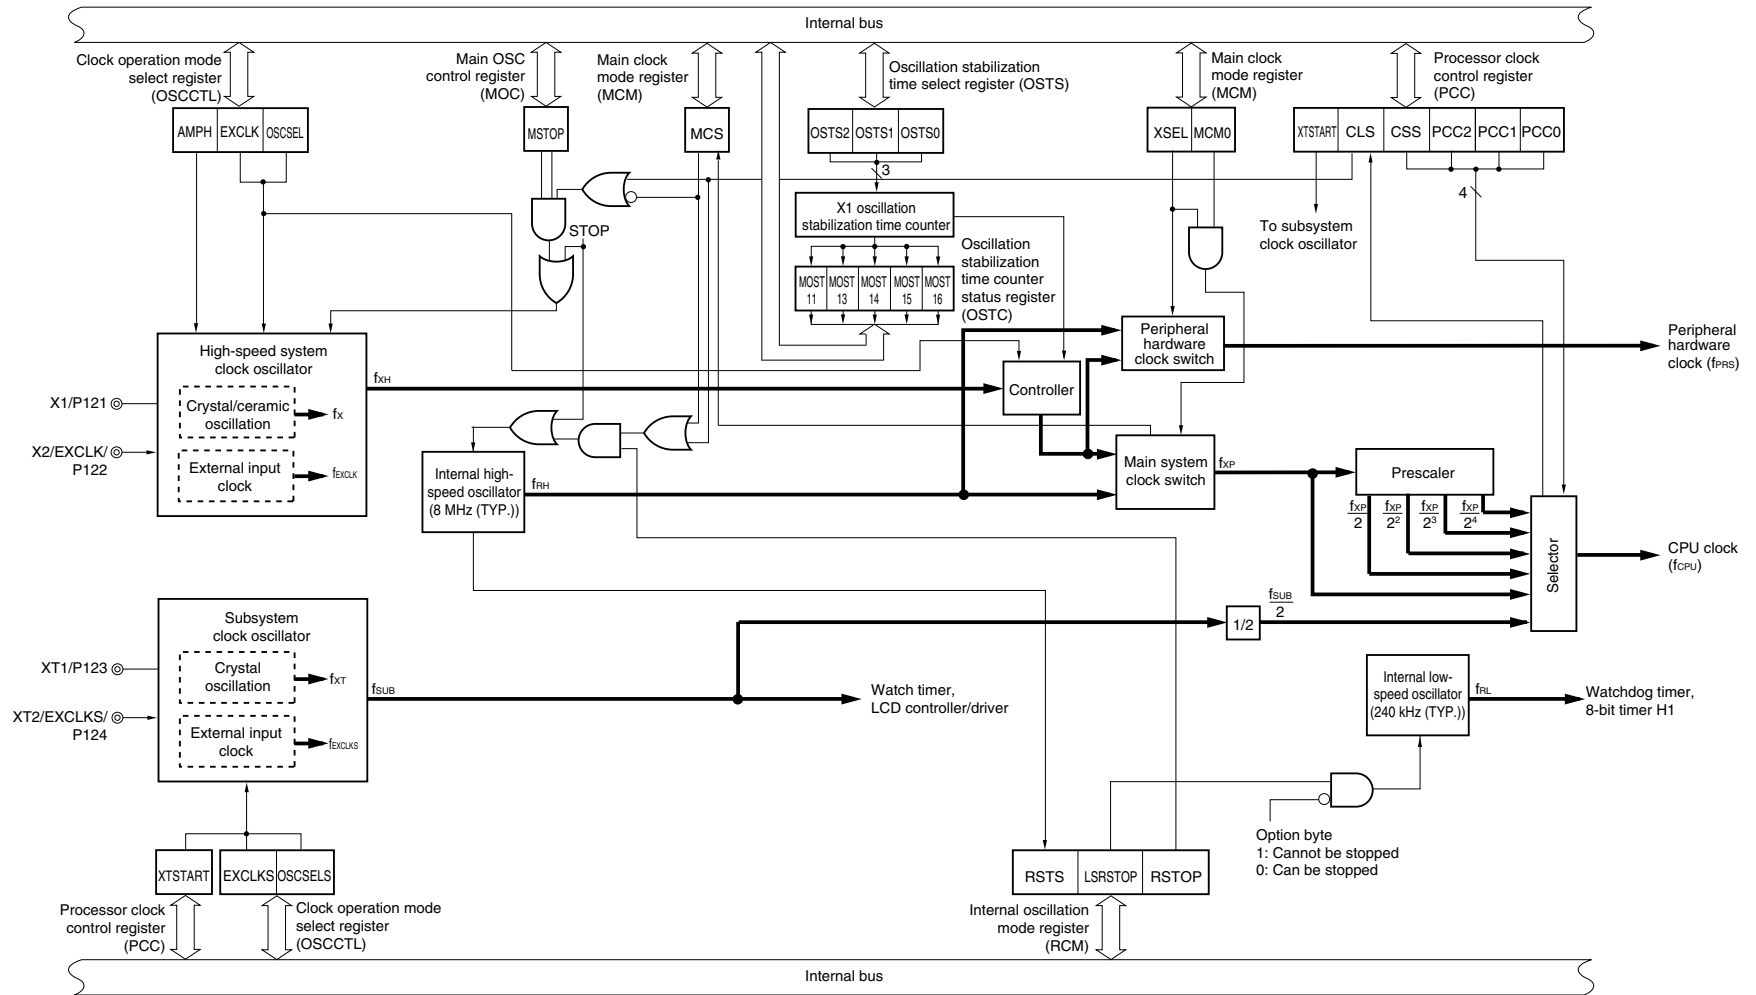 Internal bus
Clock operation mode
select register
(OSCCTL)
Main OSC
control register
(MOC)
Main clock
mode register
(MCM)
Oscillation stabilization
time select register (OSTS)
Main clock
mode register
(MCM)
Processor clock
control register
(PCC)
AMPH EXCLK OSCSEL
MSTOP
MCS
OSTS2 OSTS1 OSTS0
XSEL MCM0
XTSTART CLS CSS PCC2 PCC1 PCC0
3
4
STOP
X1 oscillation
stabilization time counter
To subsystem
clock oscillator
Oscillation
stabilization
time counter
status register
(OSTC)
MOST MOST MOST MOST MOST
11 13 14 15 16
High-speed system
clock oscillator
Crystal/ceramic
oscillation
fX
External input
clock
fEXCLK
X1/P121
X2/EXCLK/
P122
fXH
Controller
Peripheral
hardware
clock switch
Peripheral
hardware
clock (fPRS)
Internal high-
speed oscillator
(8 MHz (TYP.))
fRH
Main system
clock switch
fXP
Prescaler
fXP fXP fXP fXP
2 2² 2³ 2⁴
Selector
CPU clock
(fCPU)
Subsystem
clock oscillator
Crystal
oscillation
fXT
External input
clock
fEXCLKS
XT1/P123
XT2/EXCLKS/
P124
fSUB
Watch timer,
LCD controller/driver
1/2
fSUB
2
Internal low-
speed oscillator
(240 kHz (TYP.))
fRL
Watchdog timer,
8-bit timer H1
Option byte
1: Cannot be stopped
0: Can be stopped
XTSTART
EXCLKS OSCSELS
RSTS LSRSTOP RSTOP
Processor clock
control register
(PCC)
Clock operation mode
select register
(OSCCTL)
Internal oscillation
mode register
(RCM)
Internal bus